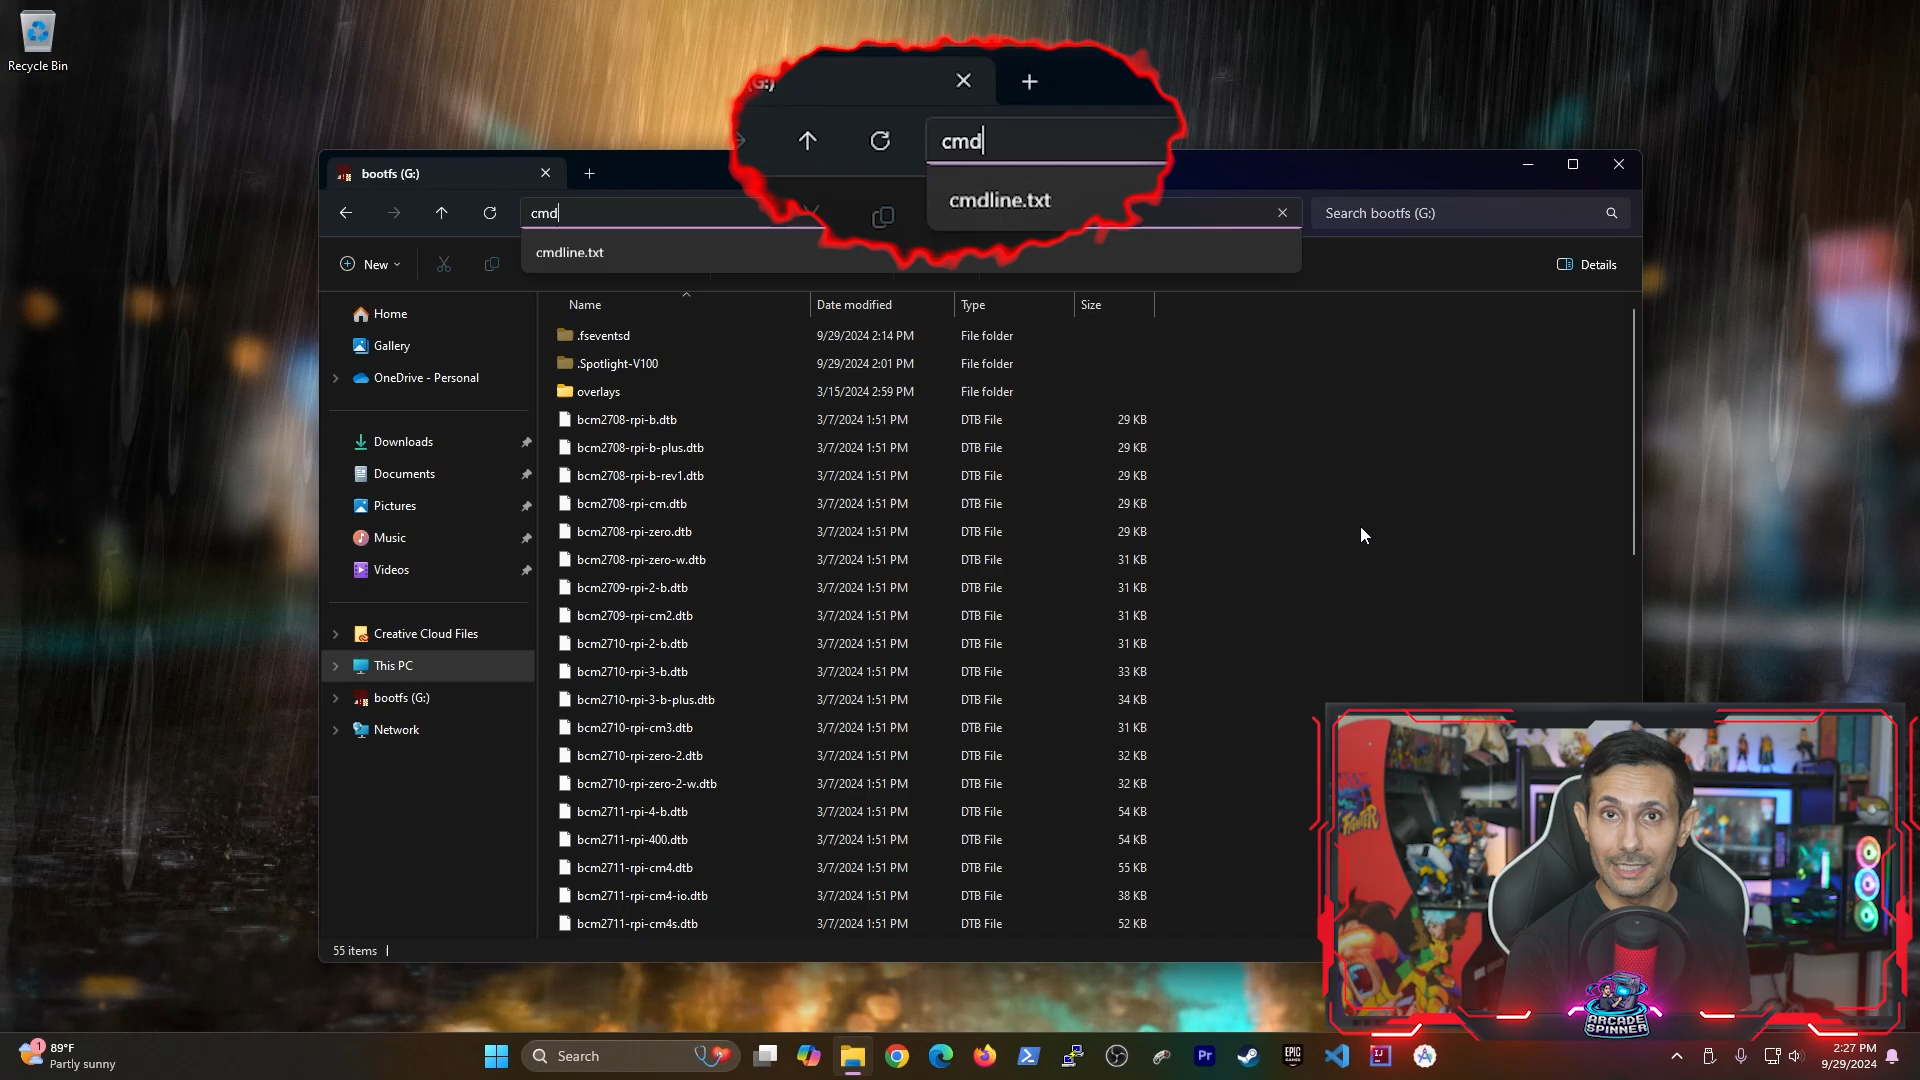 Recycle Bin
(G:)
cmd
cmdline.txt
bootfs (G:)
cmd
Search bootfs (G:)
cmdline.txt
New
Details
Name
Date modified
Type
Size
Home
Gallery
OneDrive - Personal
Downloads
Documents
Pictures
Music
Videos
Creative Cloud Files
This PC
bootfs (G:)
Network
.fseventsd 9/29/2024 2:14 PM File folder
.Spotlight-V100 9/29/2024 2:01 PM File folder
overlays 3/15/2024 2:59 PM File folder
bcm2708-rpi-b.dtb 3/7/2024 1:51 PM DTB File 29 KB
bcm2708-rpi-b-plus.dtb 3/7/2024 1:51 PM DTB File 29 KB
bcm2708-rpi-b-rev1.dtb 3/7/2024 1:51 PM DTB File 29 KB
bcm2708-rpi-cm.dtb 3/7/2024 1:51 PM DTB File 29 KB
bcm2708-rpi-zero.dtb 3/7/2024 1:51 PM DTB File 29 KB
bcm2708-rpi-zero-w.dtb 3/7/2024 1:51 PM DTB File 31 KB
bcm2709-rpi-2-b.dtb 3/7/2024 1:51 PM DTB File 31 KB
bcm2709-rpi-cm2.dtb 3/7/2024 1:51 PM DTB File 31 KB
bcm2710-rpi-2-b.dtb 3/7/2024 1:51 PM DTB File 31 KB
bcm2710-rpi-3-b.dtb 3/7/2024 1:51 PM DTB File 33 KB
bcm2710-rpi-3-b-plus.dtb 3/7/2024 1:51 PM DTB File 34 KB
bcm2710-rpi-cm3.dtb 3/7/2024 1:51 PM DTB File 31 KB
bcm2710-rpi-zero-2.dtb 3/7/2024 1:51 PM DTB File 32 KB
bcm2710-rpi-zero-2-w.dtb 3/7/2024 1:51 PM DTB File 32 KB
bcm2711-rpi-4-b.dtb 3/7/2024 1:51 PM DTB File 54 KB
bcm2711-rpi-400.dtb 3/7/2024 1:51 PM DTB File 54 KB
bcm2711-rpi-cm4.dtb 3/7/2024 1:51 PM DTB File 55 KB
bcm2711-rpi-cm4-io.dtb 3/7/2024 1:51 PM DTB File 38 KB
bcm2711-rpi-cm4s.dtb 3/7/2024 1:51 PM DTB File 52 KB
55 items
FIGHTER
ARCADE
SPINNER
1
89°F
Partly sunny
Search
Pr
EPIC
GAMES
IJ
2:27 PM
9/29/2024